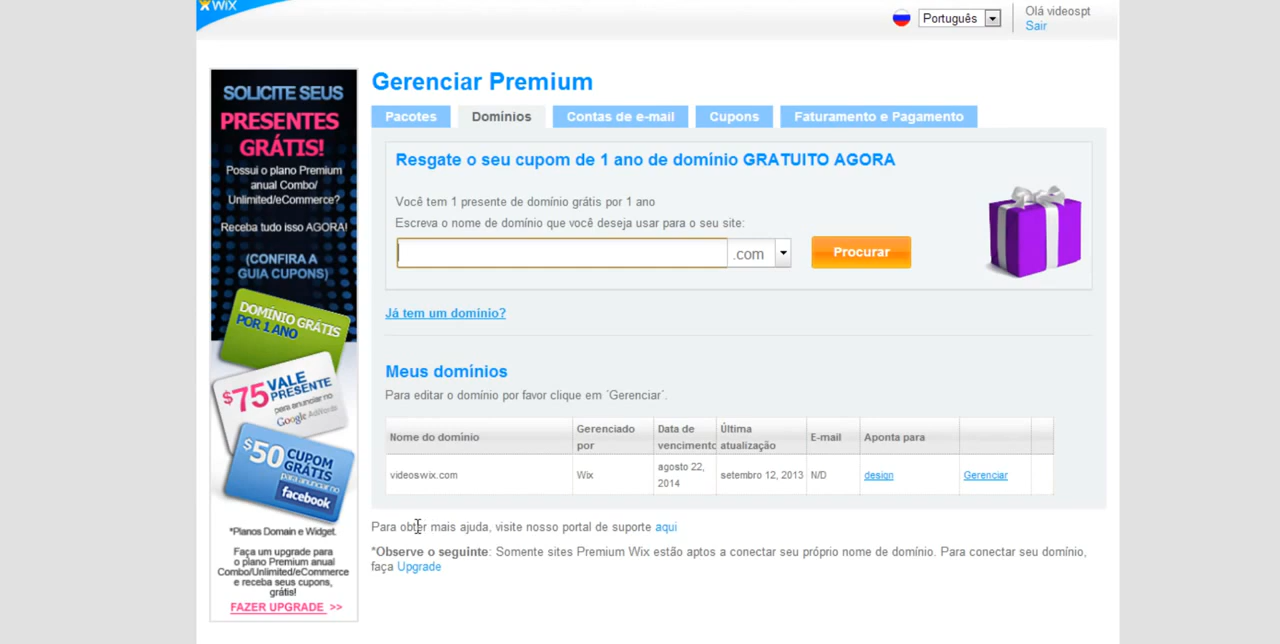 WiX
Português
Olá videospt
Sair
SOLICITE SEUS
PRESENTES
GRÁTIS!
Possui o plano Premium
anual Combo/
Unlimited/eCommerce?
Receba tudo isso AGORA!
(CONFIRA A
GUIA CUPONS)
DOMÍNIO GRÁTIS
POR 1 ANO
$75 VALE
PRESENTE
para anunciar no
Google AdWords
$50 CUPOM
GRÁTIS
para anunciar no
facebook
*Planos Domain e Widget.
Faça um upgrade para
o plano Premium anual
Combo/Unlimited/eCommerce
e receba seus cupons,
grátis!
FAZER UPGRADE >>
Gerenciar Premium
Pacotes
Domínios
Contas de e-mail
Cupons
Faturamento e Pagamento
Resgate o seu cupom de 1 ano de domínio GRATUITO AGORA
Você tem 1 presente de domínio grátis por 1 ano
Escreva o nome de domínio que você deseja usar para o seu site:
.com
Procurar
Já tem um domínio?
Meus domínios
Para editar o domínio por favor clique em ´Gerenciar`.
Nome do domínio
Gerenciado
por
Data de
vencimento
Última
atualização
E-mail
Aponta para
videoswix.com
Wix
agosto 22,
2014
setembro 12, 2013
N/D
design
Gerenciar
Para obter mais ajuda, visite nosso portal de suporte aqui
*Observe o seguinte: Somente sites Premium Wix estão aptos a conectar seu próprio nome de domínio. Para conectar seu domínio,
faça Upgrade